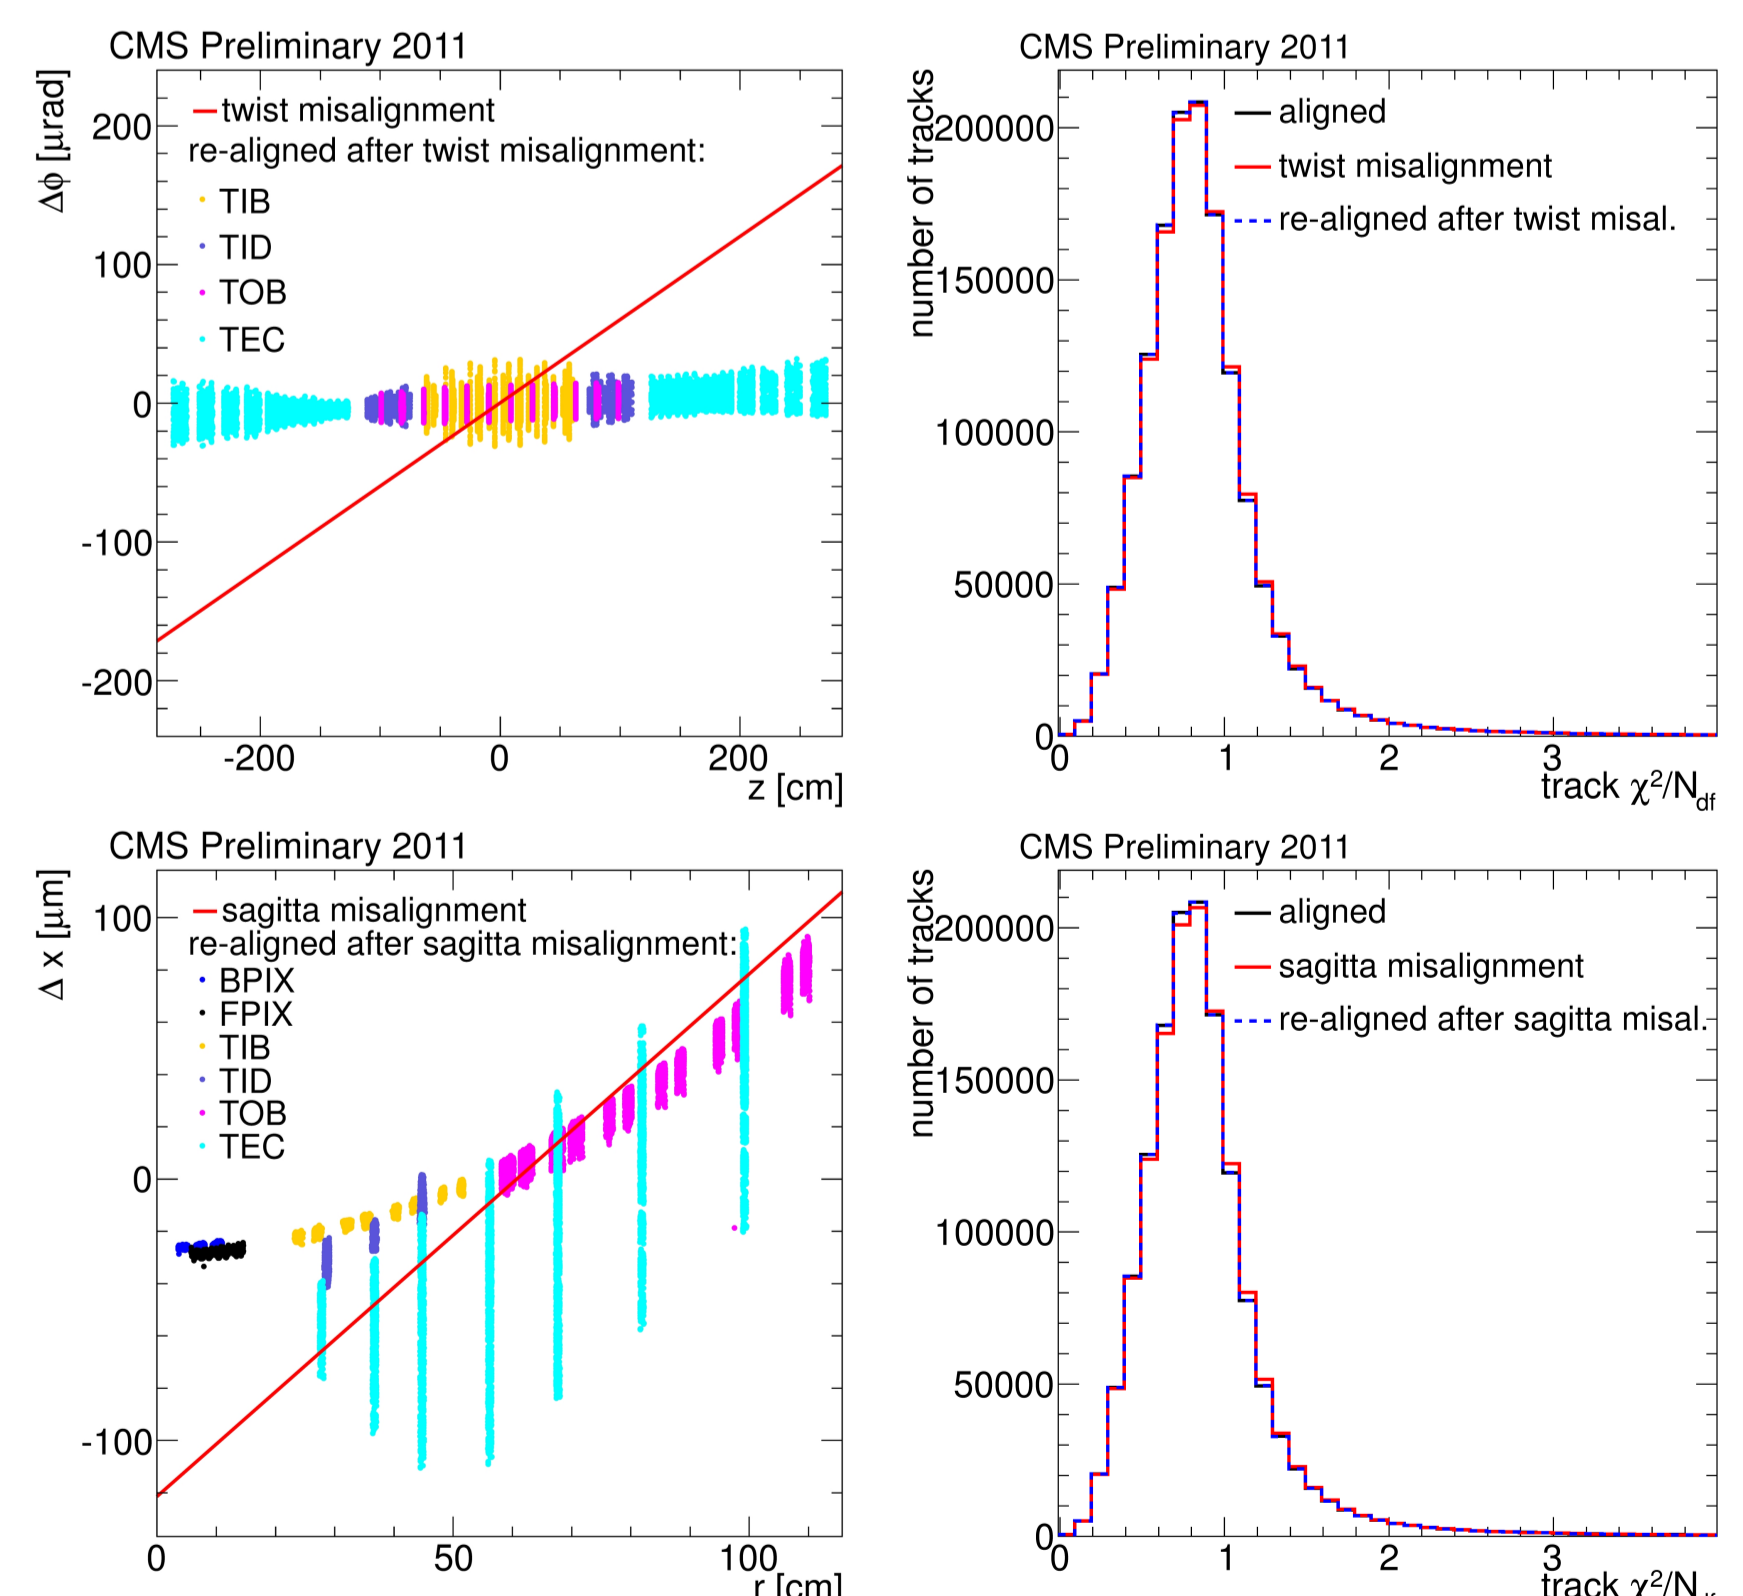 CMS Preliminary 2011
Δϕ [μrad]
twist misalignment
re-aligned after twist misalignment:
TIB
TID
TOB
TEC
200
100
0
-100
-200
-200 0 200
z [cm]
CMS Preliminary 2011
number of tracks
aligned
twist misalignment
re-aligned after twist misal.
200000
150000
100000
50000
0
0 1 2 3
track χ²/N_df
CMS Preliminary 2011
Δ x [μm]
sagitta misalignment
re-aligned after sagitta misalignment:
BPIX
FPIX
TIB
TID
TOB
TEC
100
0
-100
0 50 100
r [cm]
CMS Preliminary 2011
number of tracks
aligned
sagitta misalignment
re-aligned after sagitta misal.
200000
150000
100000
50000
0
0 1 2 3
track χ²/N_df